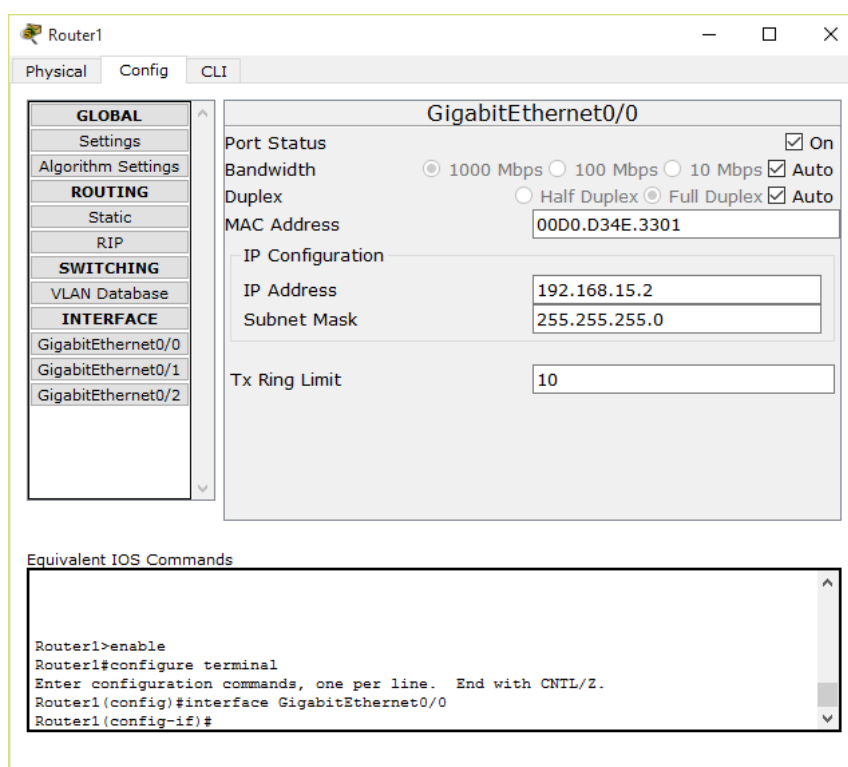 Router1
Physical Config CLI
GLOBAL
Settings
Algorithm Settings
ROUTING
Static
RIP
SWITCHING
VLAN Database
INTERFACE
GigabitEthernet0/0
GigabitEthernet0/1
GigabitEthernet0/2
GigabitEthernet0/0
Port Status On
Bandwidth 1000 Mbps 100 Mbps 10 Mbps Auto
Duplex Half Duplex Full Duplex Auto
MAC Address 00D0.D34E.3301
IP Configuration
IP Address 192.168.15.2
Subnet Mask 255.255.255.0
Tx Ring Limit 10
Equivalent IOS Commands
Router1>enable
Router1#configure terminal
Enter configuration commands, one per line.  End with CNTL/Z.
Router1(config)#interface GigabitEthernet0/0
Router1(config-if)#